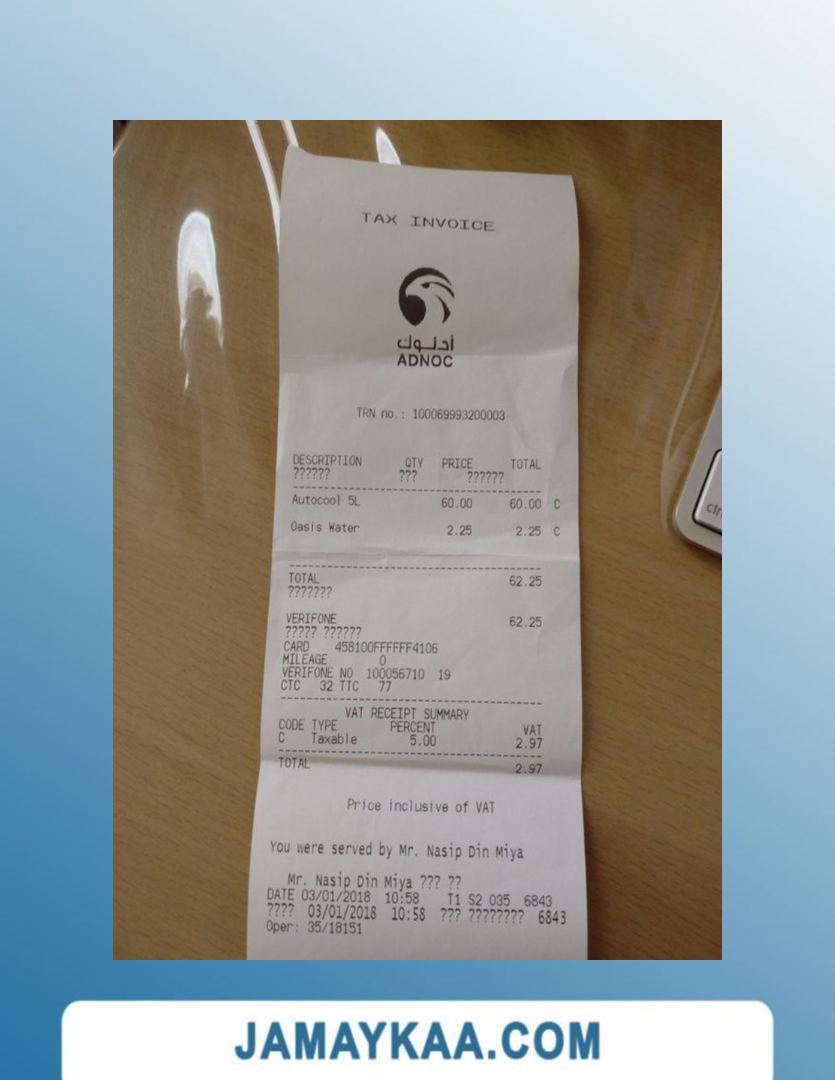 TAX INVOICE
أدنوك
ADNOC
TRN no.: 100069993200003
DESCRIPTION QTY PRICE TOTAL
?????? ??? ??????
Autocool 5L 60.00 60.00 C
Oasis Water 2.25 2.25 C
TOTAL 62.25
???????
VERIFONE 62.25
????? ??????
CARD 458100FFFFFF4106
MILEAGE 0
VERIFONE NO 100056710 19
CTC 32 TTC 77
VAT RECEIPT SUMMARY
CODE TYPE PERCENT VAT
C Taxable 5.00 2.97
TOTAL 2.97
Price inclusive of VAT
You were served by Mr. Nasip Din Miya
Mr. Nasip Din Miya ??? ??
DATE 03/01/2018 10:58 T1 S2 035 6843
???? 03/01/2018 10:58 ??? ???????? 6843
Oper: 35/18151
ctr
JAMAYKAA.COM